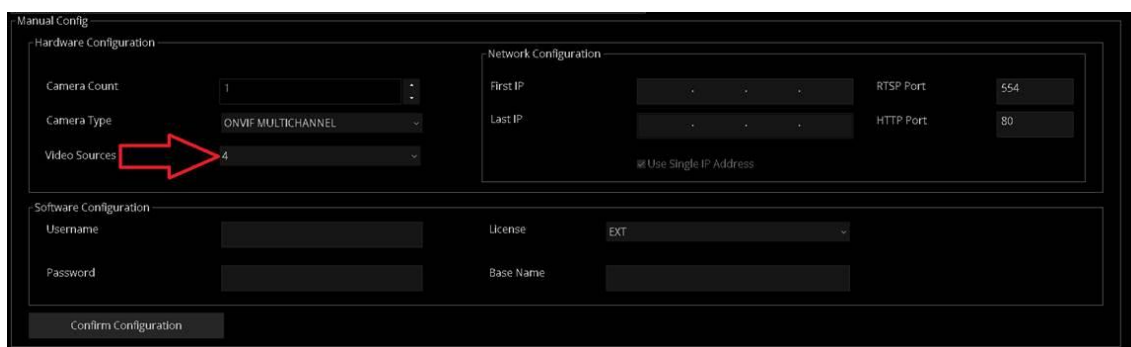 Manual Config
Hardware Configuration
Camera Count 1
Camera Type ONVIF MULTICHANNEL
Video Sources 4
Network Configuration
First IP . . . RTSP Port 554
Last IP . . . HTTP Port 80
Use Single IP Address
Software Configuration
Username License EXT
Password Base Name
Confirm Configuration